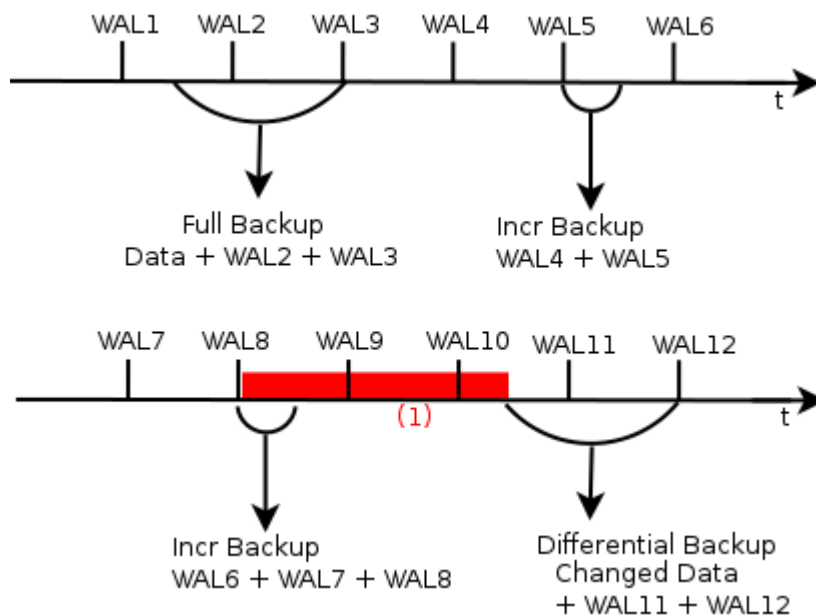 WAL1 WAL2 WAL3 WAL4 WAL5 WAL6
t
Full Backup
Data + WAL2 + WAL3
Incr Backup
WAL4 + WAL5
WAL7 WAL8 WAL9 WAL10 WAL11 WAL12
(1)
t
Incr Backup
WAL6 + WAL7 + WAL8
Differential Backup
Changed Data
+ WAL11 + WAL12